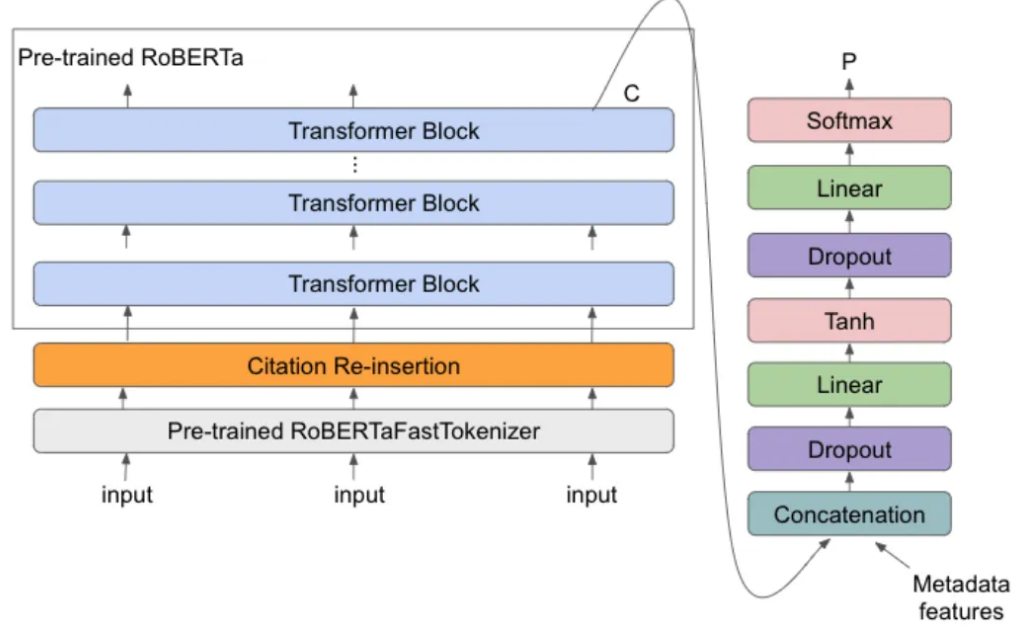 Pre-trained RoBERTa
C
Transformer Block
⋮
Transformer Block
Transformer Block
Citation Re-insertion
Pre-trained RoBERTaFastTokenizer
input input input
P
Softmax
Linear
Dropout
Tanh
Linear
Dropout
Concatenation
Metadata
features